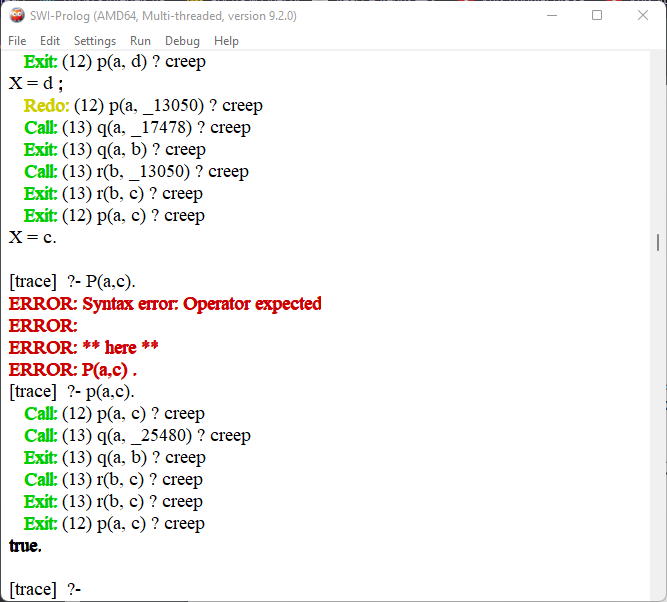 SWI-Prolog (AMD64, Multi-threaded, version 9.2.0)
File Edit Settings Run Debug Help
Exit: (12) p(a, d) ? creep
X = d ;
Redo: (12) p(a, _13050) ? creep
Call: (13) q(a, _17478) ? creep
Exit: (13) q(a, b) ? creep
Call: (13) r(b, _13050) ? creep
Exit: (13) r(b, c) ? creep
Exit: (12) p(a, c) ? creep
X = c.
[trace]  ?- P(a,c).
ERROR: Syntax error: Operator expected
ERROR:
ERROR: ** here **
ERROR: P(a,c) .
[trace]  ?- p(a,c).
Call: (12) p(a, c) ? creep
Call: (13) q(a, _25480) ? creep
Exit: (13) q(a, b) ? creep
Call: (13) r(b, c) ? creep
Exit: (13) r(b, c) ? creep
Exit: (12) p(a, c) ? creep
true.
[trace]  ?-